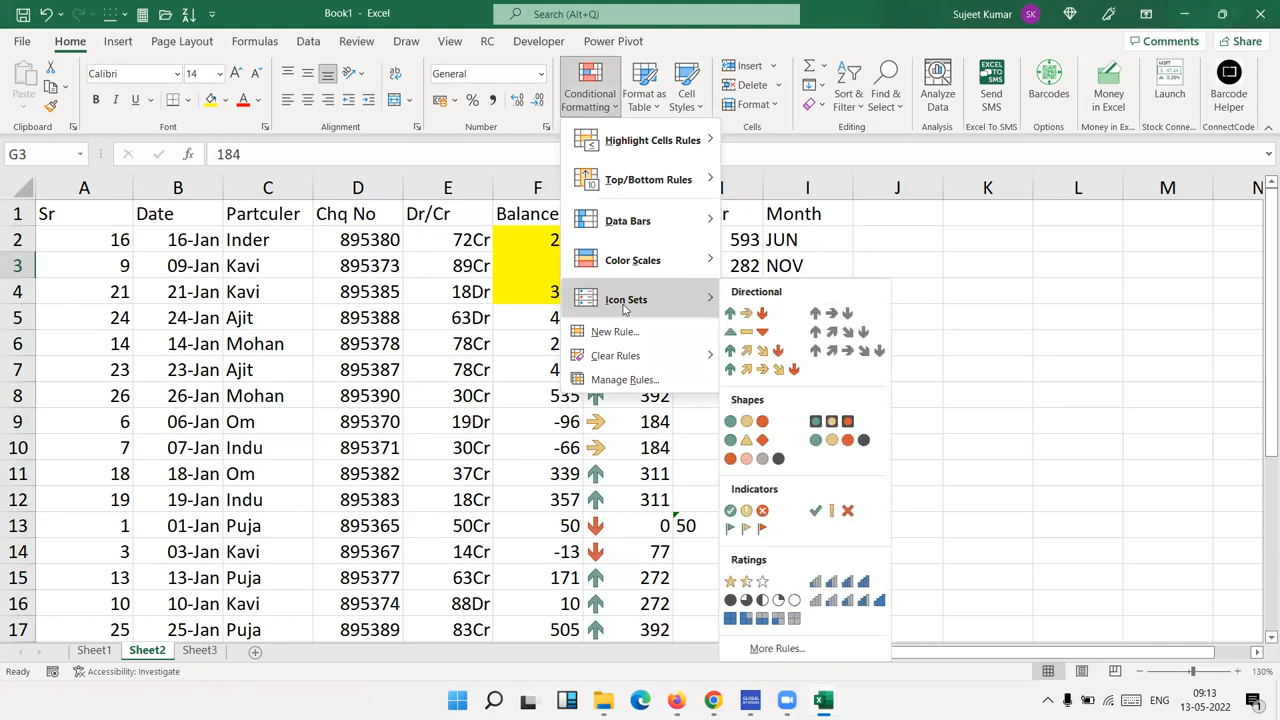 Book1 - Excel
Search (Alt+Q)
Sujeet Kumar
SK
File Home Insert Page Layout Formulas Data Review Draw View RC Developer Help Power Pivot
Comments
Share
Paste
Calibri
14
General
Conditional Formatting
Format as Table
Cell Styles
Insert
Delete
Format
Sort & Filter
Find & Select
Analyze Data
Send SMS
Barcodes
Money in Excel
Launch
Barcode Helper
Clipboard Font Alignment Number Cells Editing Analysis Excel To SMS Options Money in Ex... Stock Conne... ConnectCode
G3 184
A B C D E F I J K L M N
1 Sr Date Partculer Chq No Dr/Cr Balance r Month
2 16 16-Jan Inder 895380 72Cr 2 593 JUN
3 9 09-Jan Kavi 895373 89Cr 282 NOV
4 21 21-Jan Kavi 895385 18Dr 3
5 24 24-Jan Ajit 895388 63Dr 4
6 14 14-Jan Mohan 895378 78Cr 2
7 23 23-Jan Ajit 895387 78Cr 4
8 26 26-Jan Mohan 895390 30Cr 535 392
9 6 06-Jan Om 895370 19Dr -96 184
10 7 07-Jan Indu 895371 30Cr -66 184
11 18 18-Jan Om 895382 37Cr 339 311
12 19 19-Jan Indu 895383 18Cr 357 311
13 1 01-Jan Puja 895365 50Cr 50 0 50
14 3 03-Jan Kavi 895367 14Cr -13 77
15 13 13-Jan Puja 895377 63Cr 171 272
16 10 10-Jan Kavi 895374 88Dr 10 272
17 25 25-Jan Puja 895389 83Cr 505 392
Highlight Cells Rules
Top/Bottom Rules
Data Bars
Color Scales
Icon Sets
New Rule...
Clear Rules
Manage Rules...
Directional
Shapes
Indicators
Ratings
More Rules...
Sheet1 Sheet2 Sheet3
Ready
Accessibility: Investigate
130%
ENG
09:13
13-05-2022